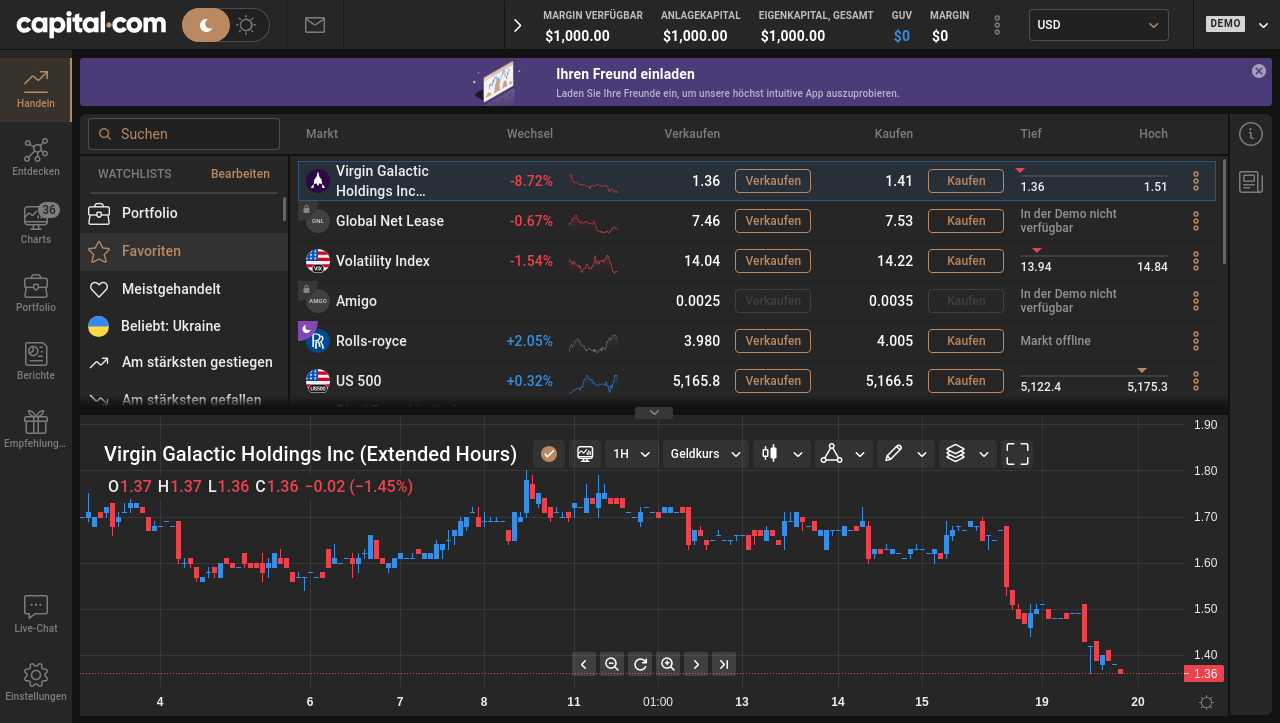 capital.com
MARGIN VERFÜGBAR ANLAGEKAPITAL EIGENKAPITAL, GESAMT GUV MARGIN
$1,000.00 $1,000.00 $1,000.00 $0 $0
USD
DEMO
Ihren Freund einladen
Laden Sie Ihre Freunde ein, um unsere höchst intuitive App auszuprobieren.
Handeln
Entdecken
36
Charts
Portfolio
Berichte
Empfehlung...
Live-Chat
Einstellungen
Suchen
WATCHLISTS Bearbeiten
Portfolio
Favoriten
Meistgehandelt
Beliebt: Ukraine
Am stärksten gestiegen
Am stärksten gefallen
Markt Wechsel Verkaufen Kaufen Tief Hoch
Virgin Galactic
Holdings Inc... -8.72% 1.36 Verkaufen 1.41 Kaufen 1.36 1.51
GNL Global Net Lease -0.67% 7.46 Verkaufen 7.53 Kaufen In der Demo nicht
verfügbar
VIX Volatility Index -1.54% 14.04 Verkaufen 14.22 Kaufen 13.94 14.84
AMGO Amigo 0.0025 Verkaufen 0.0035 Kaufen In der Demo nicht
verfügbar
Rolls-royce +2.05% 3.980 Verkaufen 4.005 Kaufen Markt offline
US500 US 500 +0.32% 5,165.8 Verkaufen 5,166.5 Kaufen 5,122.4 5,175.3
Virgin Galactic Holdings Inc (Extended Hours) 1H Geldkurs
O1.37 H1.37 L1.36 C1.36 −0.02 (−1.45%)
1.90
1.80
1.70
1.60
1.50
1.40
1.36
4 6 7 8 11 01:00 13 14 15 19 20